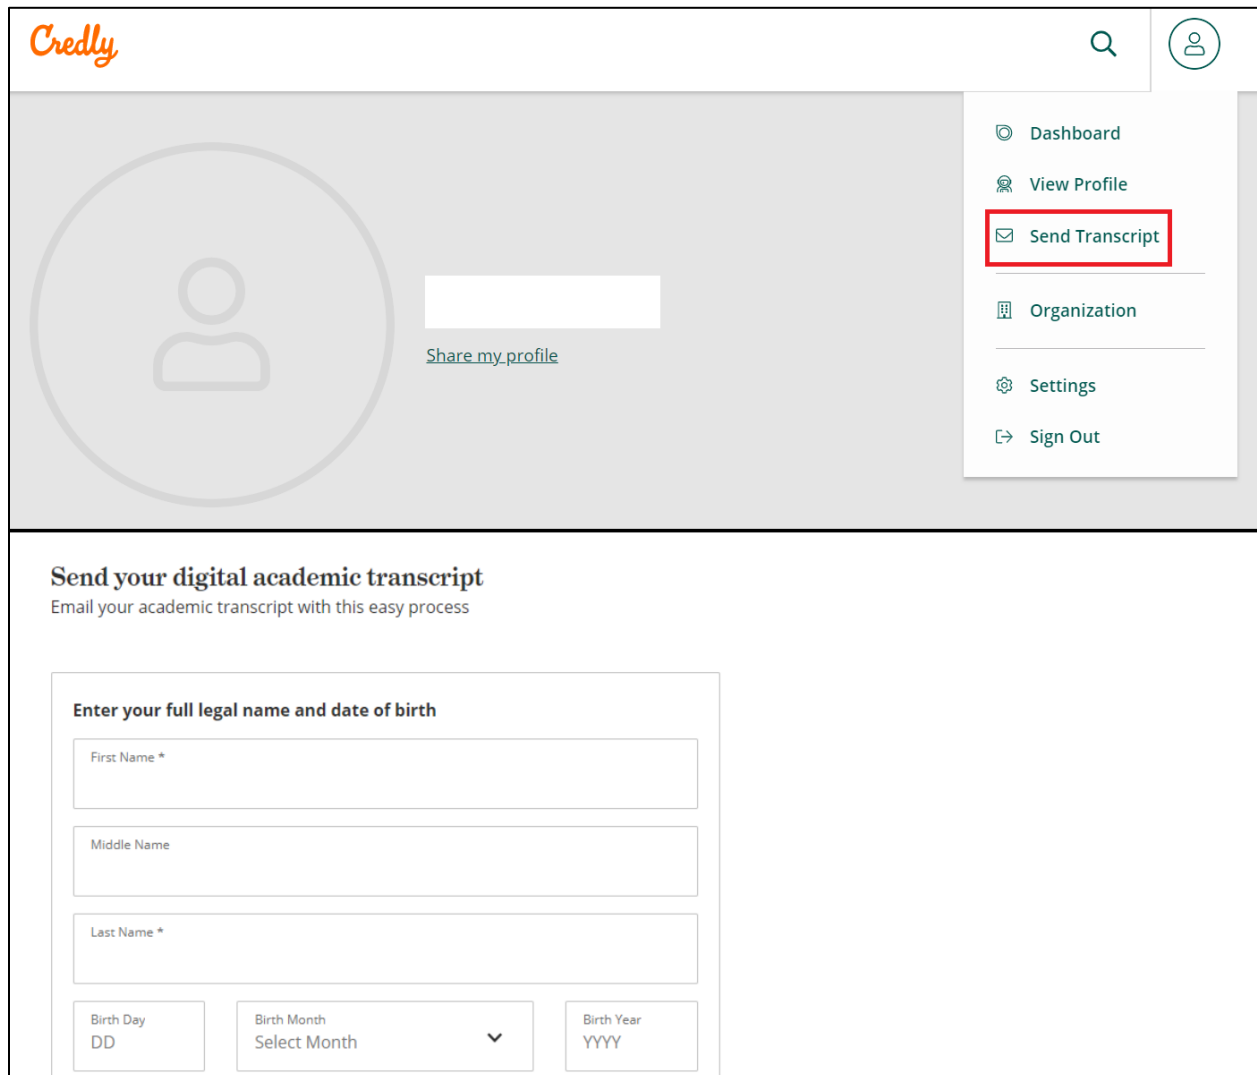 Credly
Dashboard
View Profile
Send Transcript
Share my profile
Organization
Settings
Sign Out
Send your digital academic transcript
Email your academic transcript with this easy process
Enter your full legal name and date of birth
First Name *
Middle Name
Last Name *
Birth Day
DD
Birth Month
Select Month
Birth Year
YYYY